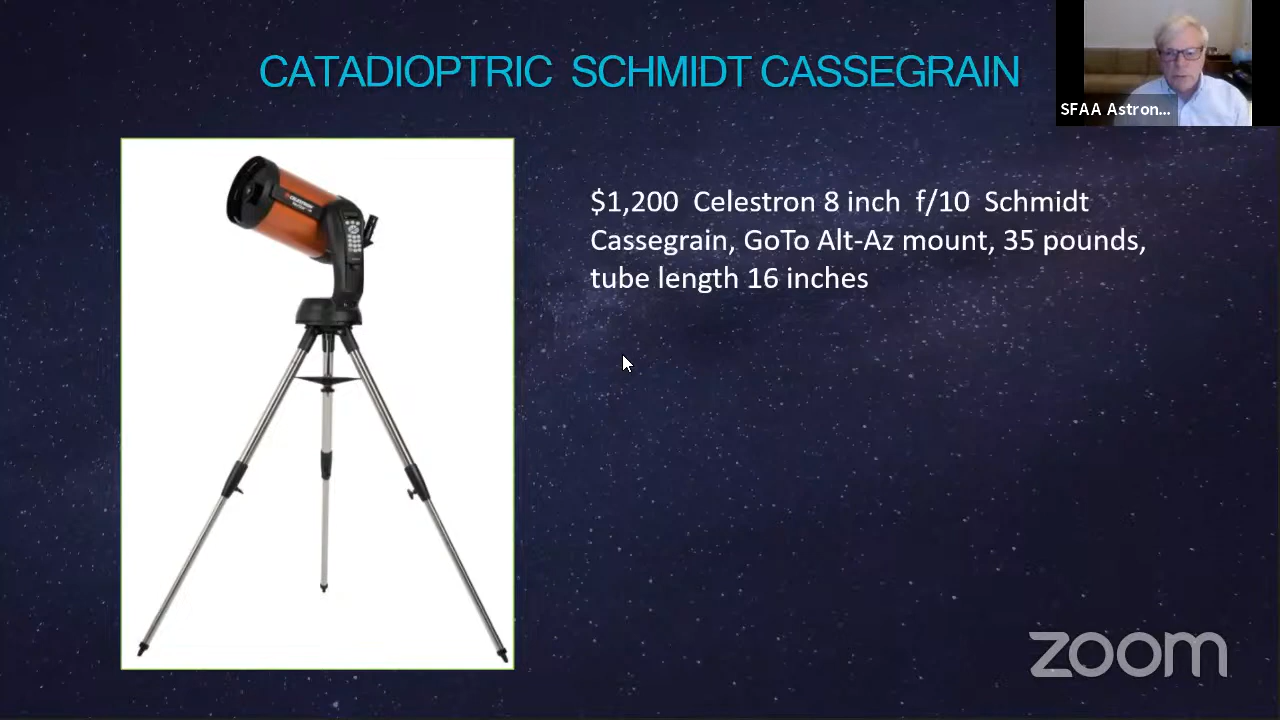 CATADIOPTRIC SCHMIDT CASSEGRAIN
SFAA Astron...
$1,200 Celestron 8 inch f/10 Schmidt
Cassegrain, GoTo Alt-Az mount, 35 pounds,
tube length 16 inches
CELESTRON
zoom